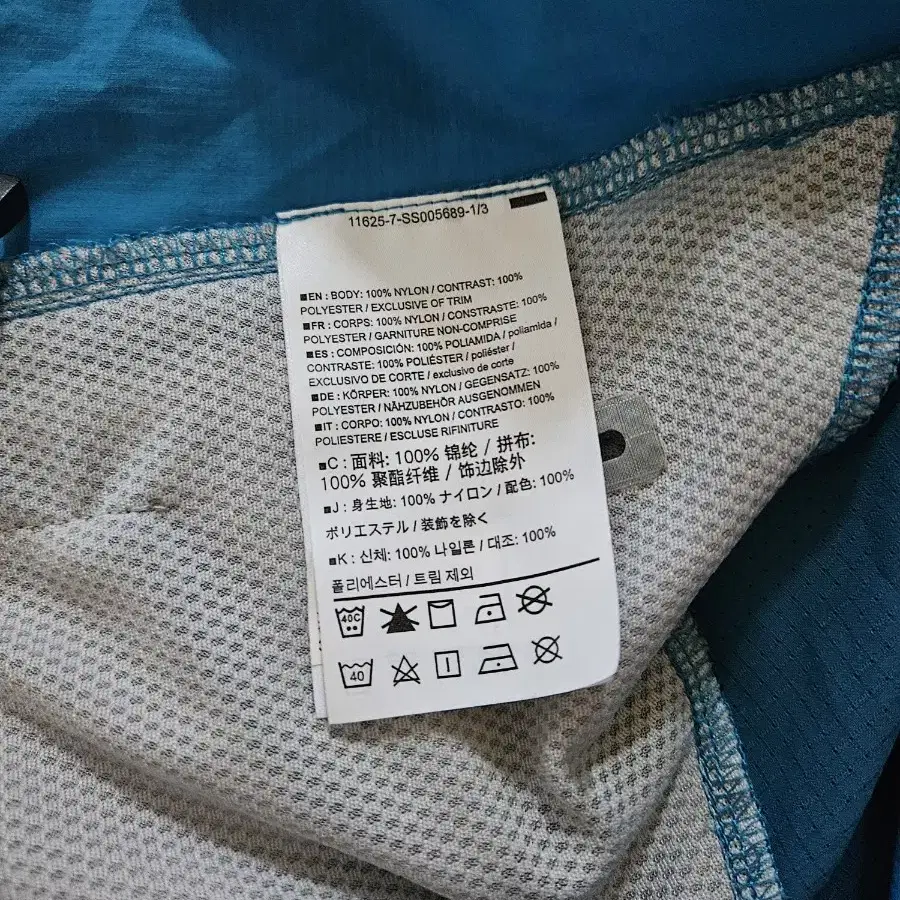 11625-7-SS005689-1/3
■EN : BODY: 100% NYLON / CONTRAST: 100%
POLYESTER / EXCLUSIVE OF TRIM
■FR : CORPS: 100% NYLON / CONSTRASTE: 100%
POLYESTER / GARNITURE NON-COMPRISE
■ES : COMPOSICIÓN: 100% POLIAMIDA / poliamida /
CONTRASTE: 100% POLIÉSTER / poliéster /
EXCLUSIVO DE CORTE / exclusivo de corte
■DE : KÖRPER: 100% NYLON / GEGENSATZ: 100%
POLYESTER / NÄHZUBEHÖR AUSGENOMMEN
■IT : CORPO: 100% NYLON / CONTRASTO: 100%
POLIESTERE / ESCLUSE RIFINITURE
■C : 面料: 100% 锦纶 / 拼布:
100% 聚酯纤维 / 饰边除外
■J : 身生地: 100% ナイロン / 配色: 100%
ポリエステル / 装飾を除く
■K : 신체: 100% 나일론 / 대조: 100%
폴리에스터 / 트림 제외
40C
40